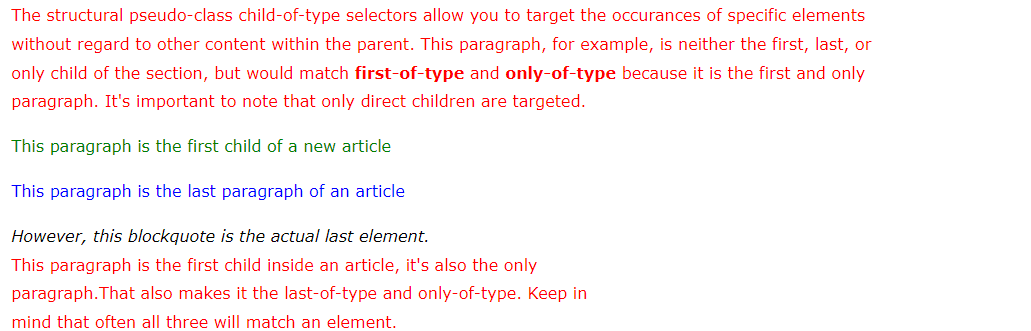 The structural pseudo-class child-of-type selectors allow you to target the occurances of specific elements
without regard to other content within the parent. This paragraph, for example, is neither the first, last, or
only child of the section, but would match first-of-type and only-of-type because it is the first and only
paragraph. It's important to note that only direct children are targeted.
This paragraph is the first child of a new article
This paragraph is the last paragraph of an article
However, this blockquote is the actual last element.
This paragraph is the first child inside an article, it's also the only
paragraph.That also makes it the last-of-type and only-of-type. Keep in
mind that often all three will match an element.